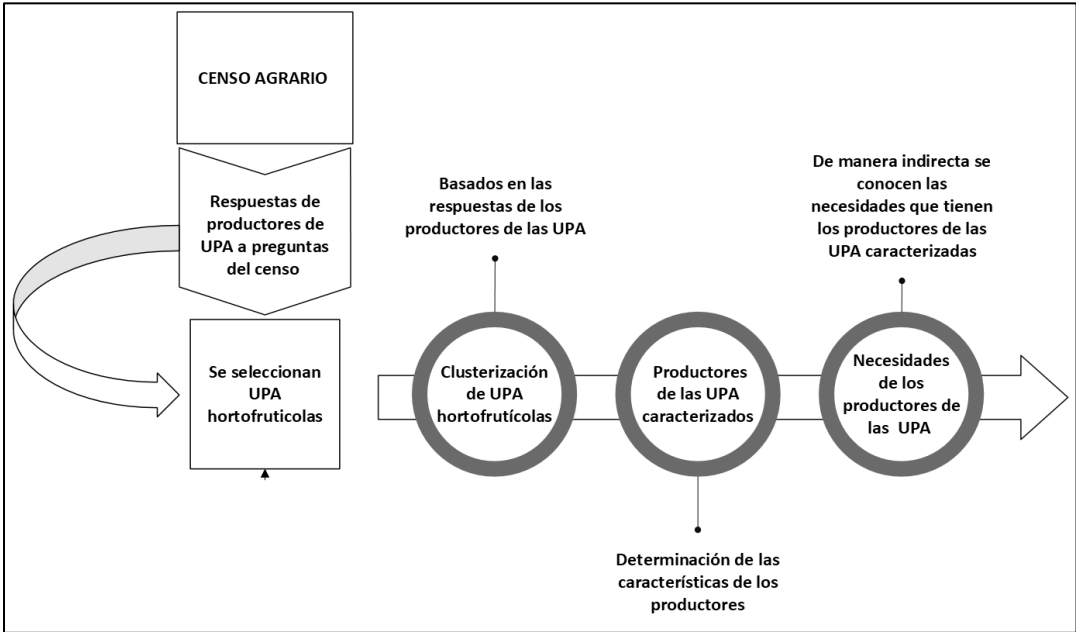 CENSO AGRARIO
Respuestas de
productores de
UPA a preguntas
del censo
Se seleccionan
UPA
hortofruticolas
Basados en las
respuestas de los
productores de las UPA
Clusterización
de UPA
hortofrutícolas
Productores
de las UPA
caracterizados
Determinación de las
características de los
productores
De manera indirecta se
conocen las
necesidades que tienen
los productores de las
UPA caracterizadas
Necesidades
de los
productores de
las UPA